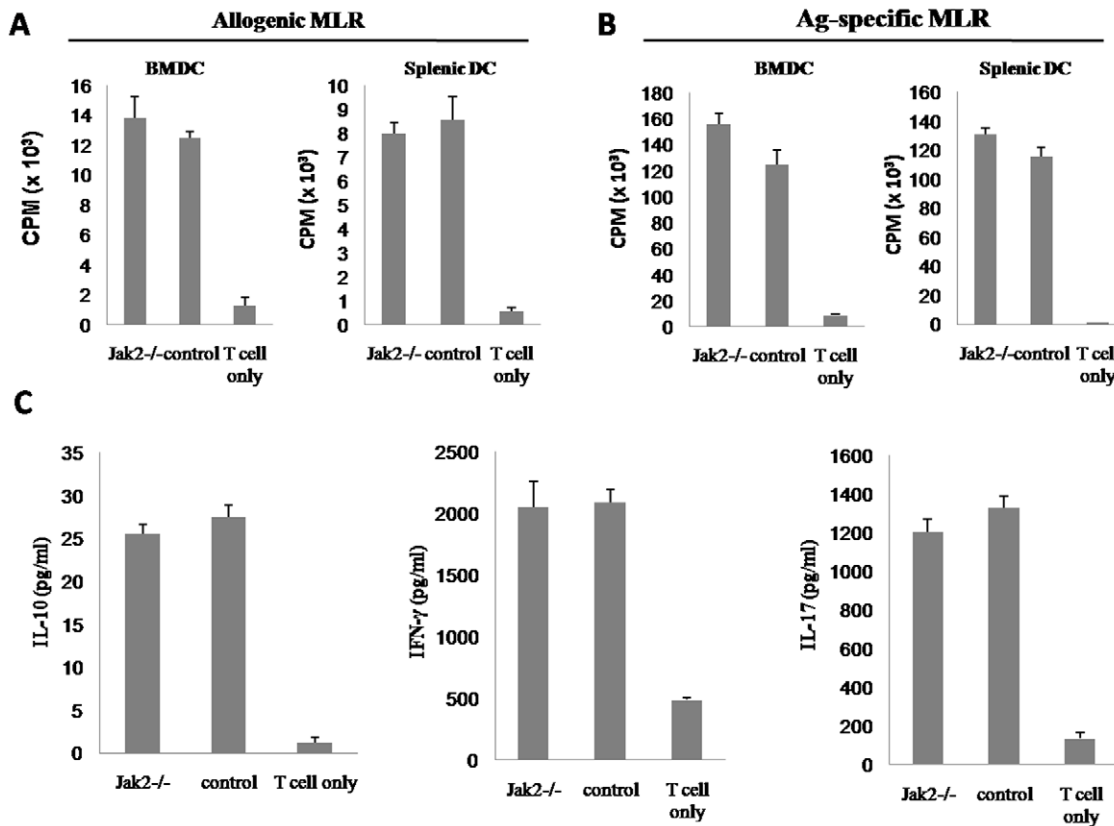 A
Allogenic MLR
BMDC
CPM (x 10³)
16
14
12
10
8
6
4
2
0
Jak2-/- control T cell
only
Splenic DC
CPM (x 10³)
10
9
8
7
6
5
4
3
2
1
0
Jak2-/- control T cell
only
B
Ag-specific MLR
BMDC
CPM (x 10³)
180
160
140
120
100
80
60
40
20
0
Jak2-/- control T cell
only
Splenic DC
CPM (x 10³)
160
140
120
100
80
60
40
20
0
Jak2-/- control T cell
only
C
IL-10 (pg/ml)
35
30
25
20
15
10
5
0
Jak2-/- control T cell only
IFN-γ (pg/ml)
2500
2000
1500
1000
500
0
Jak2-/- control T cell
only
IL-17 (pg/ml)
1600
1400
1200
1000
800
600
400
200
0
Jak2-/- control T cell
only